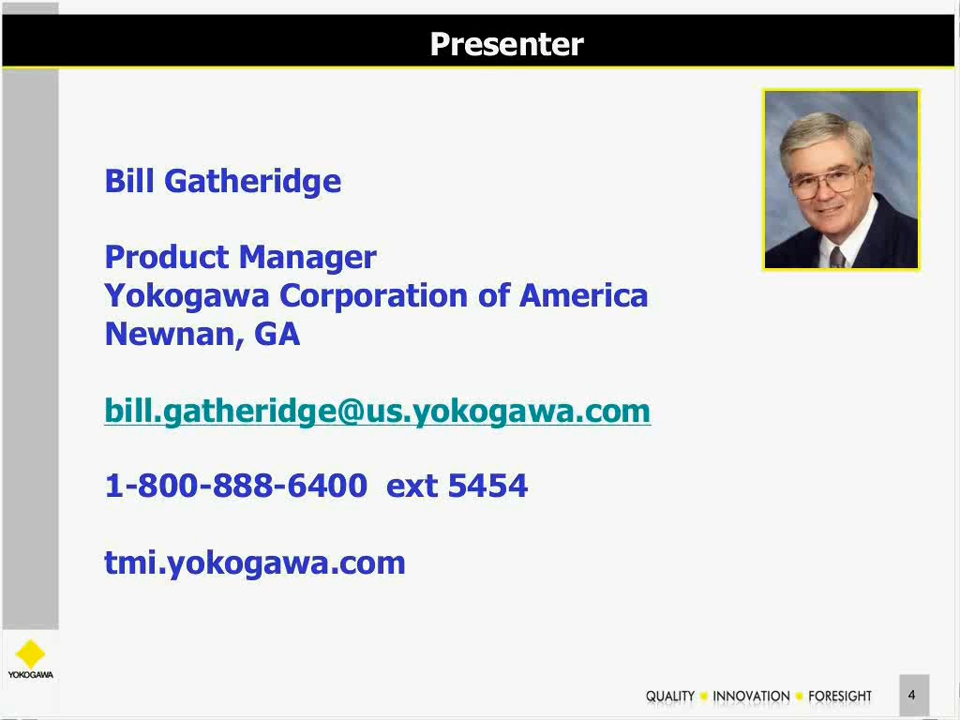 Presenter
Bill Gatheridge
Product Manager
Yokogawa Corporation of America
Newnan, GA
bill.gatheridge@us.yokogawa.com
1-800-888-6400 ext 5454
tmi.yokogawa.com
YOKOGAWA
QUALITY INNOVATION FORESIGHT
4